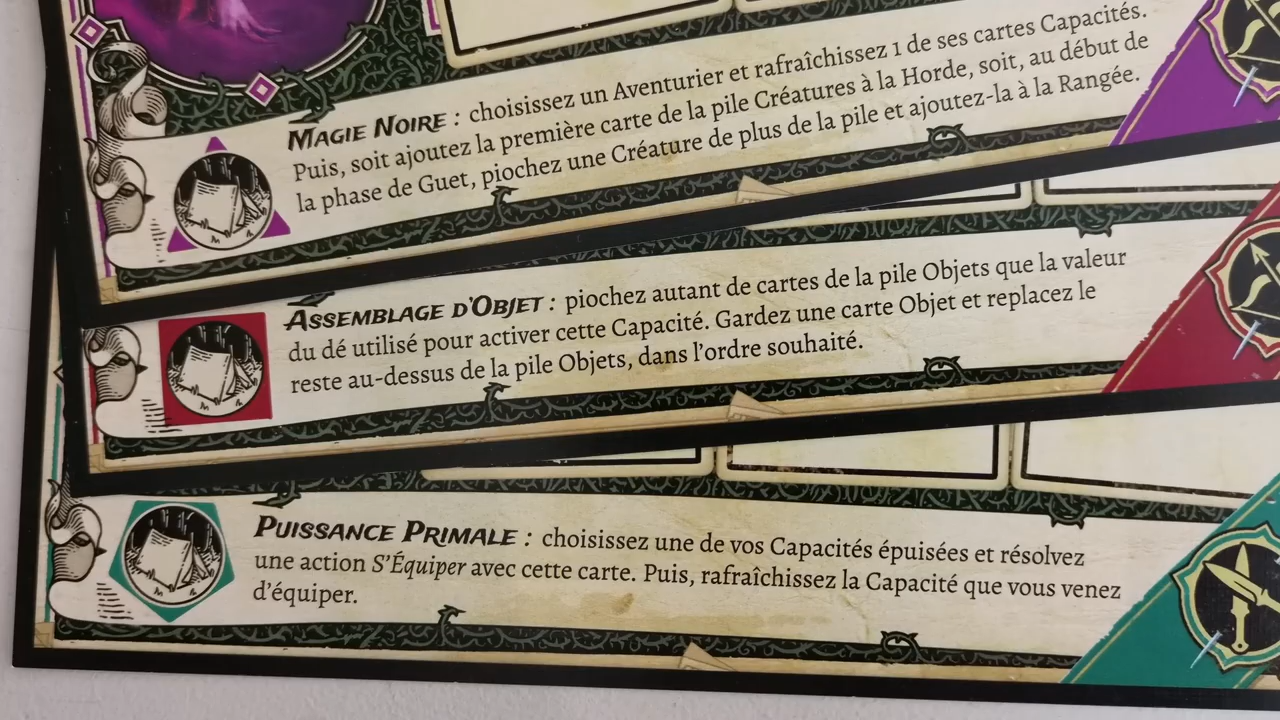 MAGIE NOIRE : choisissez un Aventurier et rafraîchissez 1 de ses cartes Capacités.
Puis, soit ajoutez la première carte de la pile Créatures à la Horde, soit, au début de
la phase de Guet, piochez une Créature de plus de la pile et ajoutez-la à la Rangée.
ASSEMBLAGE D'OBJET : piochez autant de cartes de la pile Objets que la valeur
du dé utilisé pour activer cette Capacité. Gardez une carte Objet et replacez le
reste au-dessus de la pile Objets, dans l'ordre souhaité.
PUISSANCE PRIMALE : choisissez une de vos Capacités épuisées et résolvez
une action S'Équiper avec cette carte. Puis, rafraîchissez la Capacité que vous venez
d'équiper.